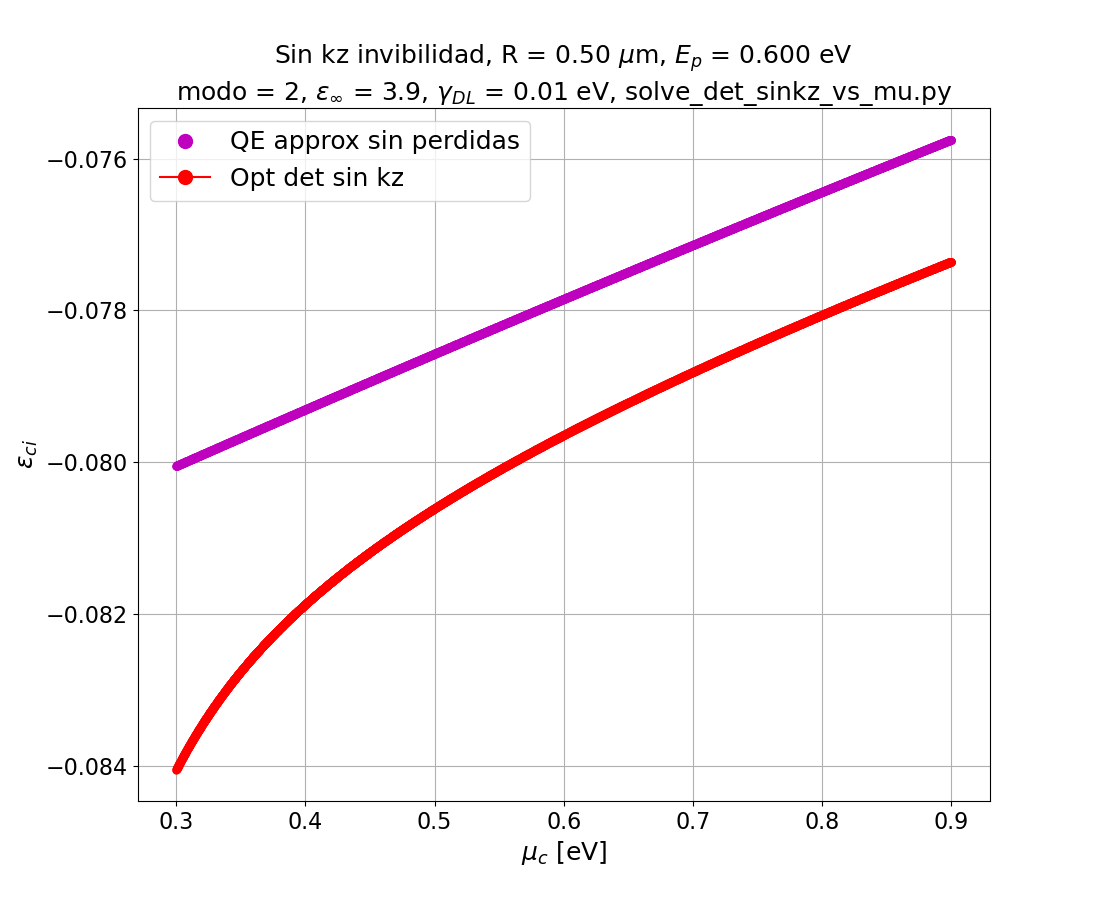 Sin kz invibilidad, R = 0.50 μm, E_p = 0.600 eV
modo = 2, ε_∞ = 3.9, γ_DL = 0.01 eV, solve_det_sinkz_vs_mu.py
QE approx sin perdidas
Opt det sin kz
−0.076
−0.078
−0.080
−0.082
−0.084
ε_ci
0.3 0.4 0.5 0.6 0.7 0.8 0.9
μ_c [eV]